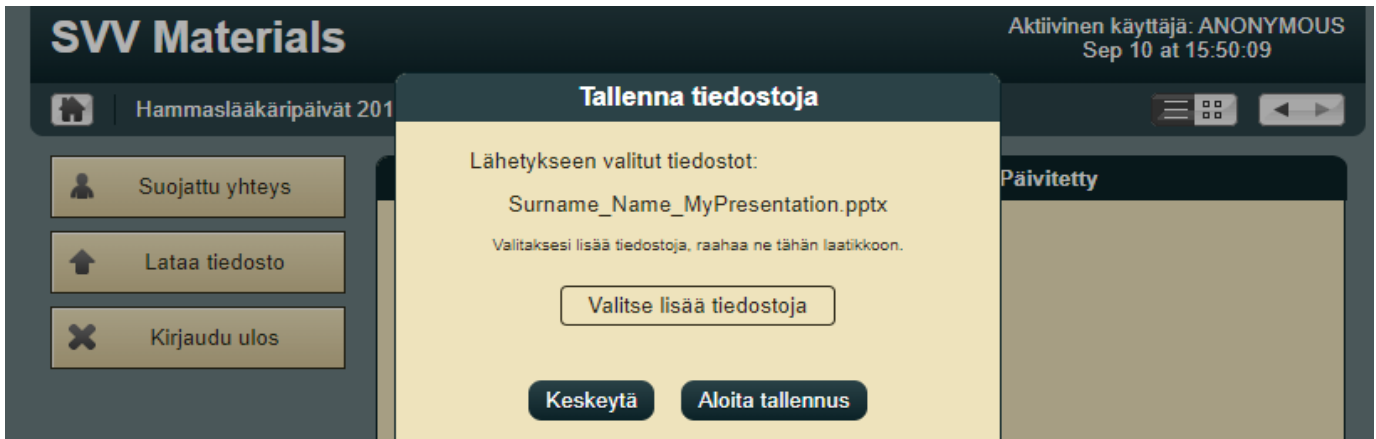 SVV Materials
Aktiivinen käyttäjä: ANONYMOUS
Sep 10 at 15:50:09
Hammaslääkäripäivät 201
Tallenna tiedostoja
Suojattu yhteys
Lataa tiedosto
Kirjaudu ulos
Lähetykseen valitut tiedostot:
Surname_Name_MyPresentation.pptx
Valitaksesi lisää tiedostoja, raahaa ne tähän laatikkoon.
Valitse lisää tiedostoja
Keskeytä
Aloita tallennus
Päivitetty